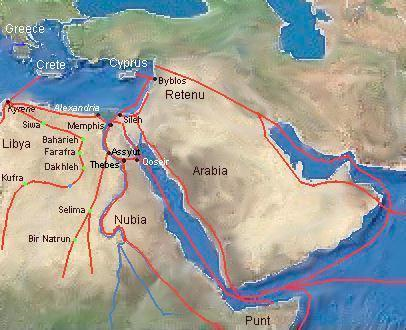 Greece
Crete
Cyprus
Byblos
Retenu
Kyrene
Alexandria
Sileh
Siwa
Memphis
Libya
Baharieh
Farafra
Assyut
Dakhleh
Thebes
Qoseir
Arabia
Kufra
Selima
Nubia
Bir Natrun
Punt